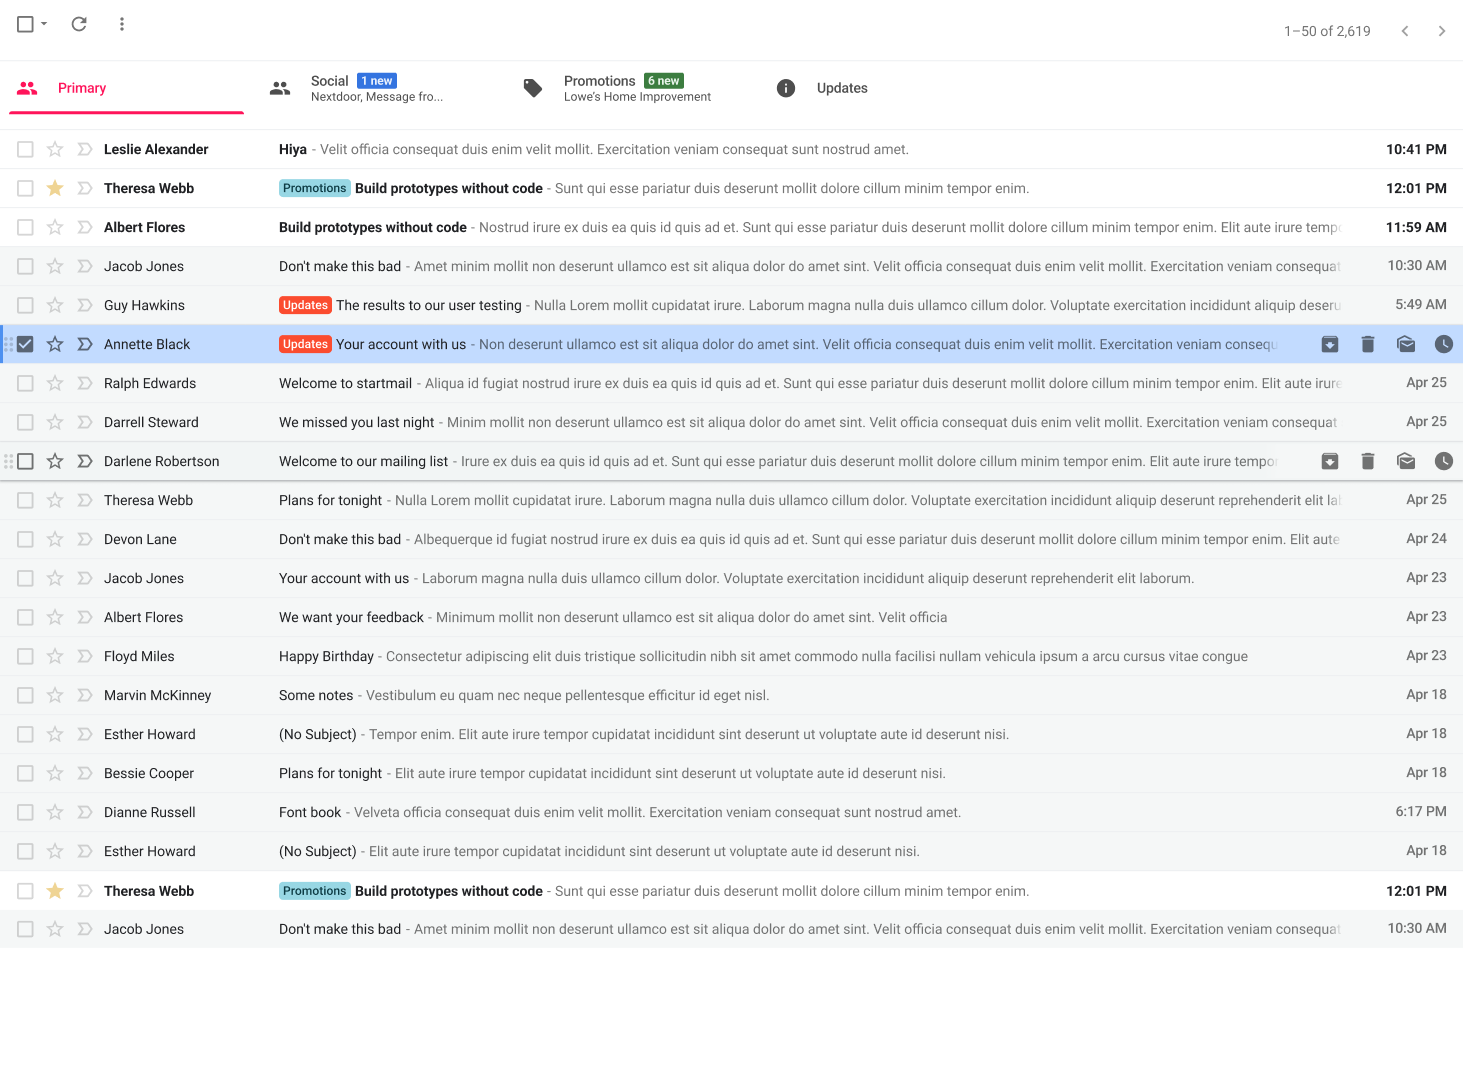 1–50 of 2,619
Primary
Social 1 new
Nextdoor, Message fro...
Promotions 6 new
Lowe's Home Improvement
Updates
Leslie Alexander Hiya - Velit officia consequat duis enim velit mollit. Exercitation veniam consequat sunt nostrud amet. 10:41 PM
Theresa Webb Promotions Build prototypes without code - Sunt qui esse pariatur duis deserunt mollit dolore cillum minim tempor enim. 12:01 PM
Albert Flores Build prototypes without code - Nostrud irure ex duis ea quis id quis ad et. Sunt qui esse pariatur duis deserunt mollit dolore cillum minim tempor enim. Elit aute irure tempc 11:59 AM
Jacob Jones Don't make this bad - Amet minim mollit non deserunt ullamco est sit aliqua dolor do amet sint. Velit officia consequat duis enim velit mollit. Exercitation veniam consequat 10:30 AM
Guy Hawkins Updates The results to our user testing - Nulla Lorem mollit cupidatat irure. Laborum magna nulla duis ullamco cillum dolor. Voluptate exercitation incididunt aliquip deseru 5:49 AM
Annette Black Updates Your account with us - Non deserunt ullamco est sit aliqua dolor do amet sint. Velit officia consequat duis enim velit mollit. Exercitation veniam consequ
Ralph Edwards Welcome to startmail - Aliqua id fugiat nostrud irure ex duis ea quis id quis ad et. Sunt qui esse pariatur duis deserunt mollit dolore cillum minim tempor enim. Elit aute irure Apr 25
Darrell Steward We missed you last night - Minim mollit non deserunt ullamco est sit aliqua dolor do amet sint. Velit officia consequat duis enim velit mollit. Exercitation veniam consequat Apr 25
Darlene Robertson Welcome to our mailing list - Irure ex duis ea quis id quis ad et. Sunt qui esse pariatur duis deserunt mollit dolore cillum minim tempor enim. Elit aute irure tempor
Theresa Webb Plans for tonight - Nulla Lorem mollit cupidatat irure. Laborum magna nulla duis ullamco cillum dolor. Voluptate exercitation incididunt aliquip deserunt reprehenderit elit la Apr 25
Devon Lane Don't make this bad - Albequerque id fugiat nostrud irure ex duis ea quis id quis ad et. Sunt qui esse pariatur duis deserunt mollit dolore cillum minim tempor enim. Elit aute Apr 24
Jacob Jones Your account with us - Laborum magna nulla duis ullamco cillum dolor. Voluptate exercitation incididunt aliquip deserunt reprehenderit elit laborum. Apr 23
Albert Flores We want your feedback - Minimum mollit non deserunt ullamco est sit aliqua dolor do amet sint. Velit officia Apr 23
Floyd Miles Happy Birthday - Consectetur adipiscing elit duis tristique sollicitudin nibh sit amet commodo nulla facilisi nullam vehicula ipsum a arcu cursus vitae congue Apr 23
Marvin McKinney Some notes - Vestibulum eu quam nec neque pellentesque efficitur id eget nisl. Apr 18
Esther Howard (No Subject) - Tempor enim. Elit aute irure tempor cupidatat incididunt sint deserunt ut voluptate aute id deserunt nisi. Apr 18
Bessie Cooper Plans for tonight - Elit aute irure tempor cupidatat incididunt sint deserunt ut voluptate aute id deserunt nisi. Apr 18
Dianne Russell Font book - Velveta officia consequat duis enim velit mollit. Exercitation veniam consequat sunt nostrud amet. 6:17 PM
Esther Howard (No Subject) - Elit aute irure tempor cupidatat incididunt sint deserunt ut voluptate aute id deserunt nisi. Apr 18
Theresa Webb Promotions Build prototypes without code - Sunt qui esse pariatur duis deserunt mollit dolore cillum minim tempor enim. 12:01 PM
Jacob Jones Don't make this bad - Amet minim mollit non deserunt ullamco est sit aliqua dolor do amet sint. Velit officia consequat duis enim velit mollit. Exercitation veniam consequat 10:30 AM